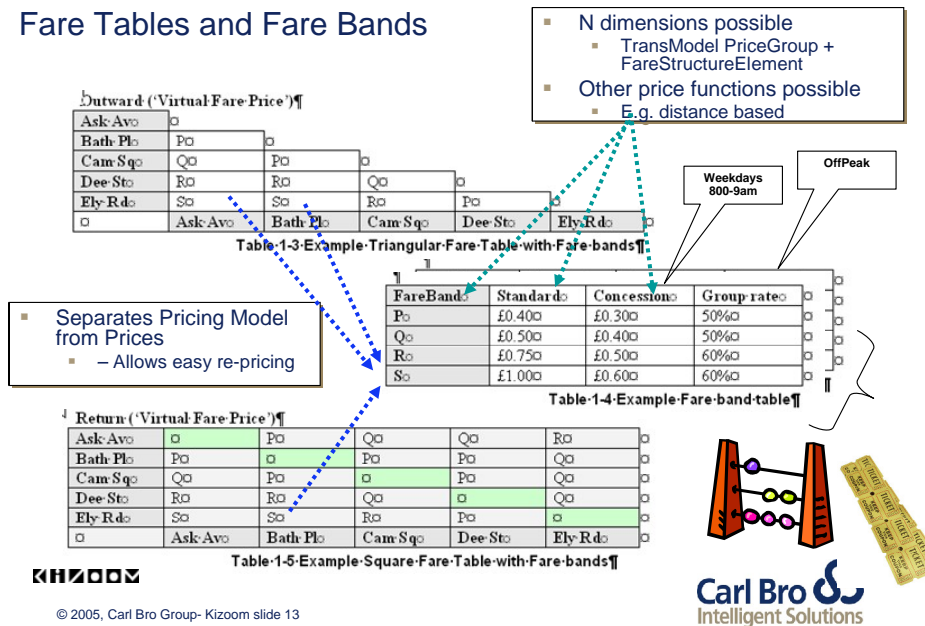 Fare Tables and Fare Bands
▪ N dimensions possible
▪ TransModel PriceGroup +
FareStructureElement
▪ Other price functions possible
▪ E.g. distance based
Outward·('Virtual·Fare·Price')¶
Ask·Av¤ ¤
Bath·Pl¤ P¤ ¤
Cam·Sq¤ Q¤ P¤ ¤
Dee·St¤ R¤ R¤ Q¤ ¤
Ely·Rd¤ S¤ S¤ R¤ P¤ ¤
¤ Ask·Av¤ Bath·Pl¤ Cam·Sq¤ Dee·St¤ Ely·Rd¤ ¤
Table·1-3·Example·Triangular·Fare·Table·with·Fare·bands¶
Weekdays
800-9am
OffPeak
¶
¶
FareBand¤ Standard¤ Concession¤ Group·rate¤ ¤
P¤ £0.40¤ £0.30¤ 50%¤ ¤
Q¤ £0.50¤ £0.40¤ 50%¤ ¤
R¤ £0.75¤ £0.50¤ 60%¤ ¤
S¤ £1.00¤ £0.60¤ 60%¤ ¤
¶
Table·1-4·Example·Fare·band·table¶
▪ Separates Pricing Model
from Prices
▪ – Allows easy re-pricing
Return·('Virtual·Fare·Price')¶
Ask·Av¤ ¤ P¤ Q¤ Q¤ R¤ ¤
Bath·Pl¤ P¤ ¤ P¤ P¤ Q¤ ¤
Cam·Sq¤ Q¤ P¤ ¤ P¤ Q¤ ¤
Dee·St¤ R¤ R¤ Q¤ ¤ Q¤ ¤
Ely·Rd¤ S¤ S¤ R¤ P¤ ¤ ¤
¤ Ask·Av¤ Bath·Pl¤ Cam·Sq¤ Dee·St¤ Ely·Rd¤ ¤
Table·1-5·Example·Square·Fare·Table·with·Fare·bands¶
TICKET
KEEP
COUPON
TICKET
KEEP
COUPON
TICKET
KIZOOM
© 2005, Carl Bro Group- Kizoom slide 13
Carl Bro
Intelligent Solutions